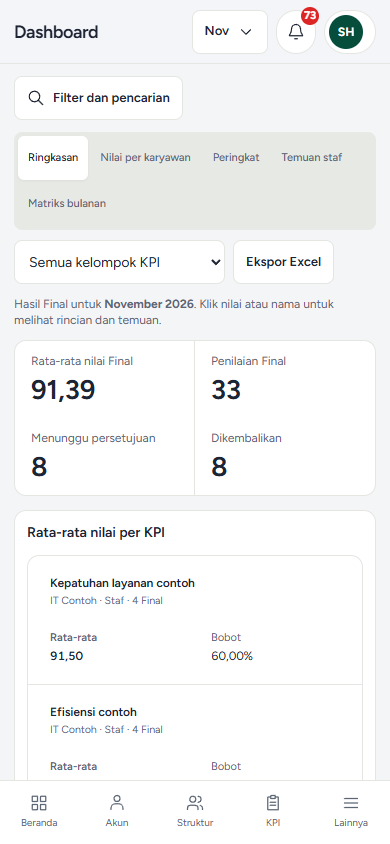 Dashboard
Nov
73
SH
Filter dan pencarian
Ringkasan
Nilai per karyawan
Peringkat
Temuan staf
Matriks bulanan
Semua kelompok KPI
Ekspor Excel
Hasil Final untuk November 2026. Klik nilai atau nama untuk
melihat rincian dan temuan.
Rata-rata nilai Final
Penilaian Final
91,39
33
Menunggu persetujuan
Dikembalikan
8
8
Rata-rata nilai per KPI
Kepatuhan layanan contoh
IT Contoh · Staf · 4 Final
Rata-rata
Bobot
91,50
60,00%
Efisiensi contoh
IT Contoh · Staf · 4 Final
Rata-rata
Bobot
Beranda
Akun
Struktur
KPI
Lainnya